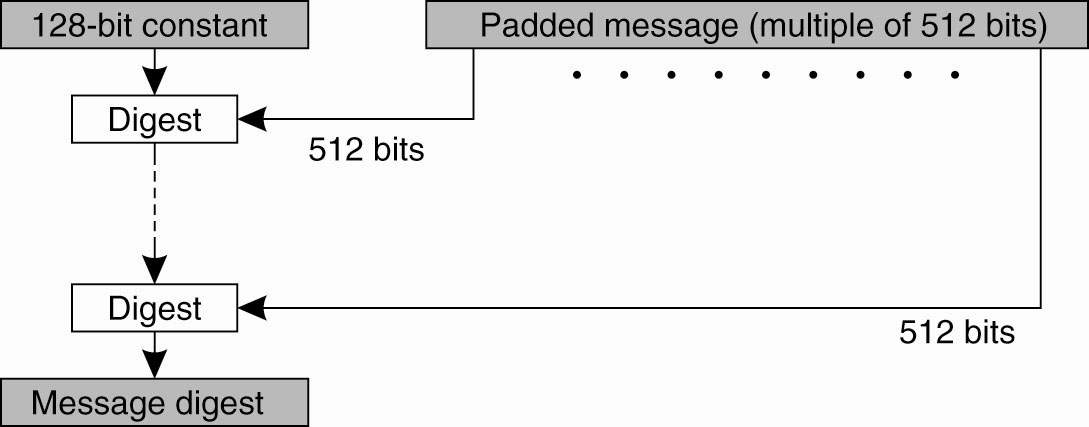 128-bit constant
Padded message (multiple of 512 bits)
Digest
512 bits
Digest
512 bits
Message digest